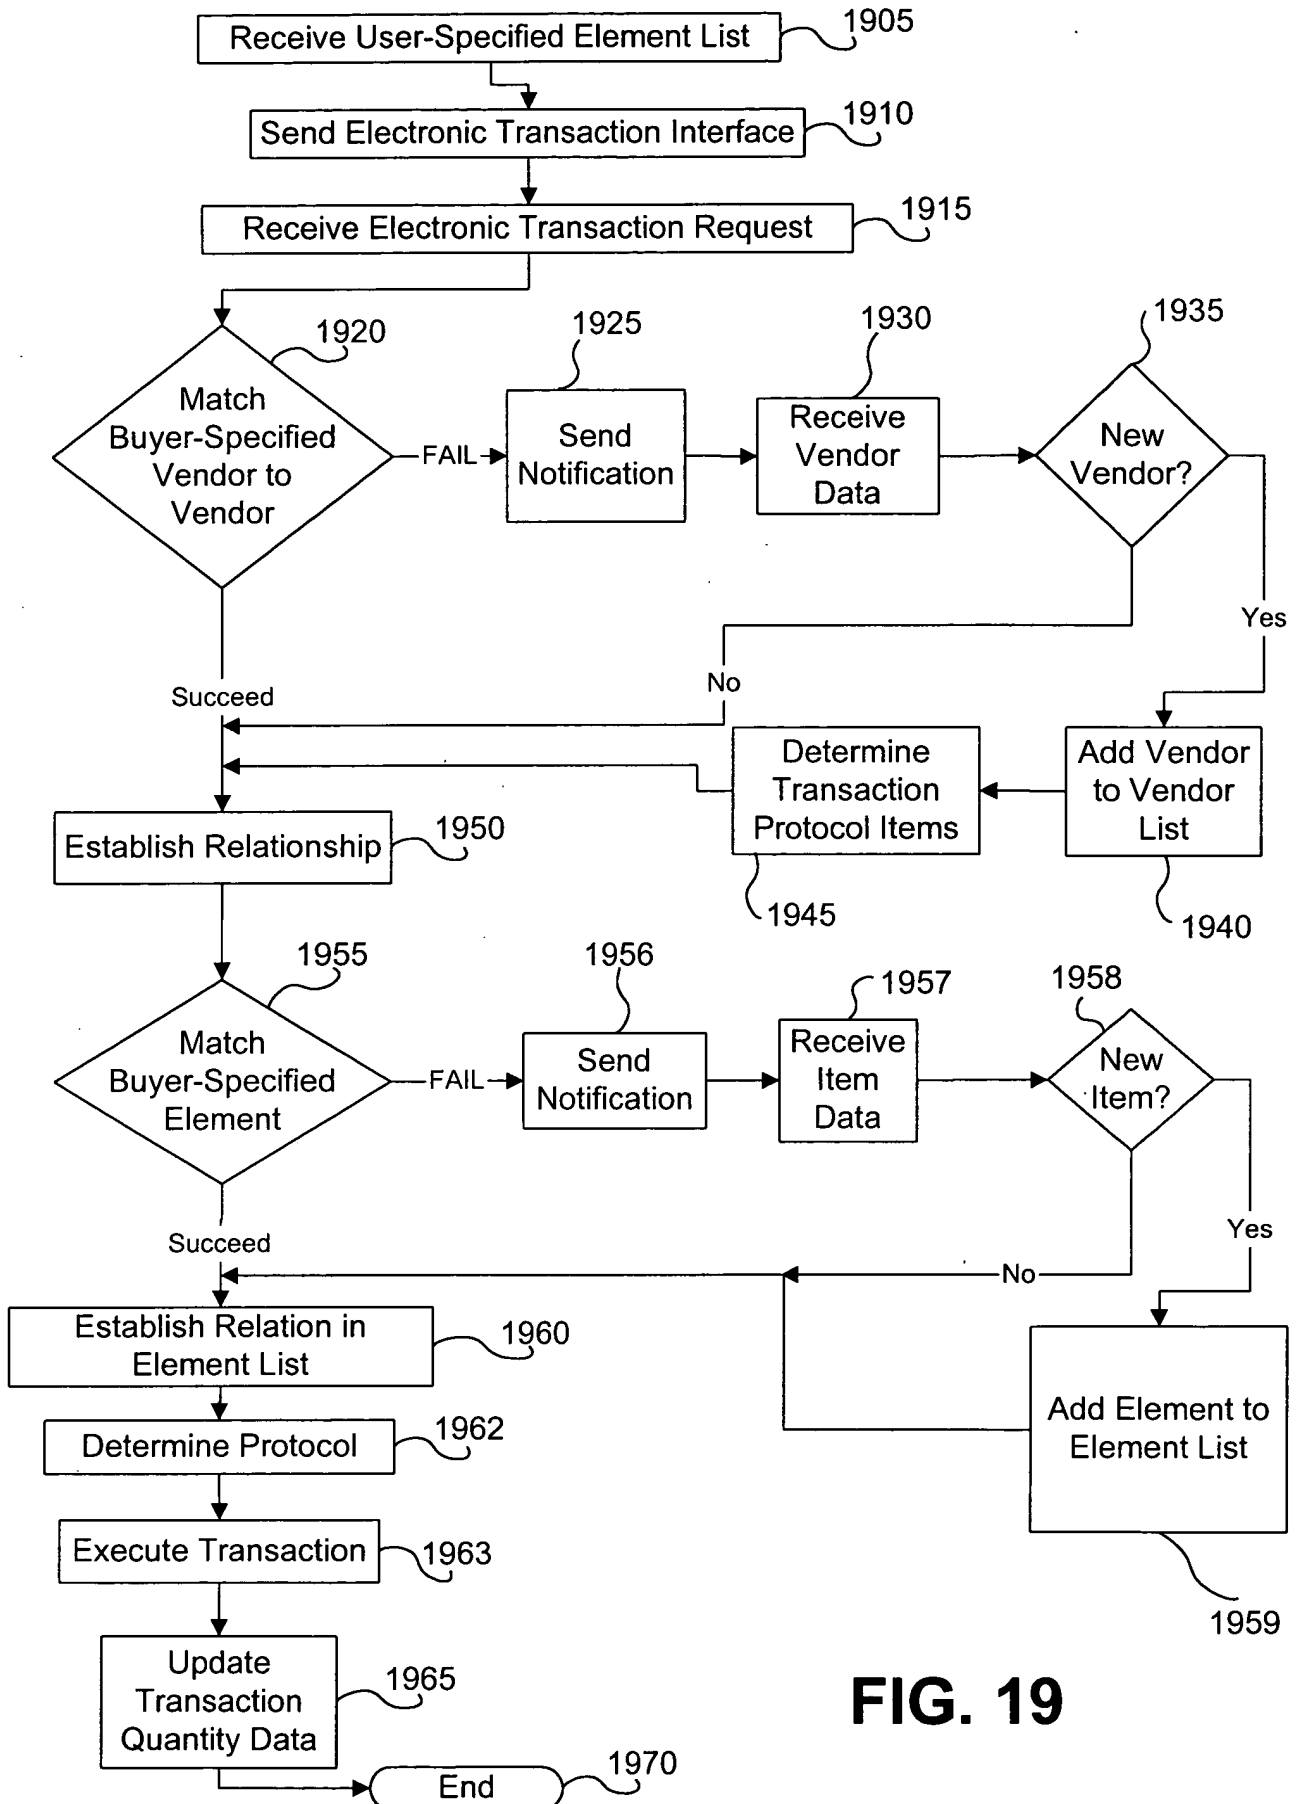 Receive User-Specified Element List
1905
Send Electronic Transaction Interface
1910
Receive Electronic Transaction Request
1915
1920
Match
Buyer-Specified
Vendor to
Vendor
FAIL
1925
Send
Notification
1930
Receive
Vendor
Data
1935
New
Vendor?
Yes
No
Succeed
Add Vendor
to Vendor
List
1940
Determine
Transaction
Protocol Items
1945
Establish Relationship
1950
1955
Match
Buyer-Specified
Element
FAIL
1956
Send
Notification
1957
Receive
Item
Data
1958
New
Item?
Yes
No
Succeed
Add Element to
Element List
1959
Establish Relation in
Element List
1960
Determine Protocol
1962
Execute Transaction
1963
Update
Transaction
Quantity Data
1965
End
1970
FIG. 19